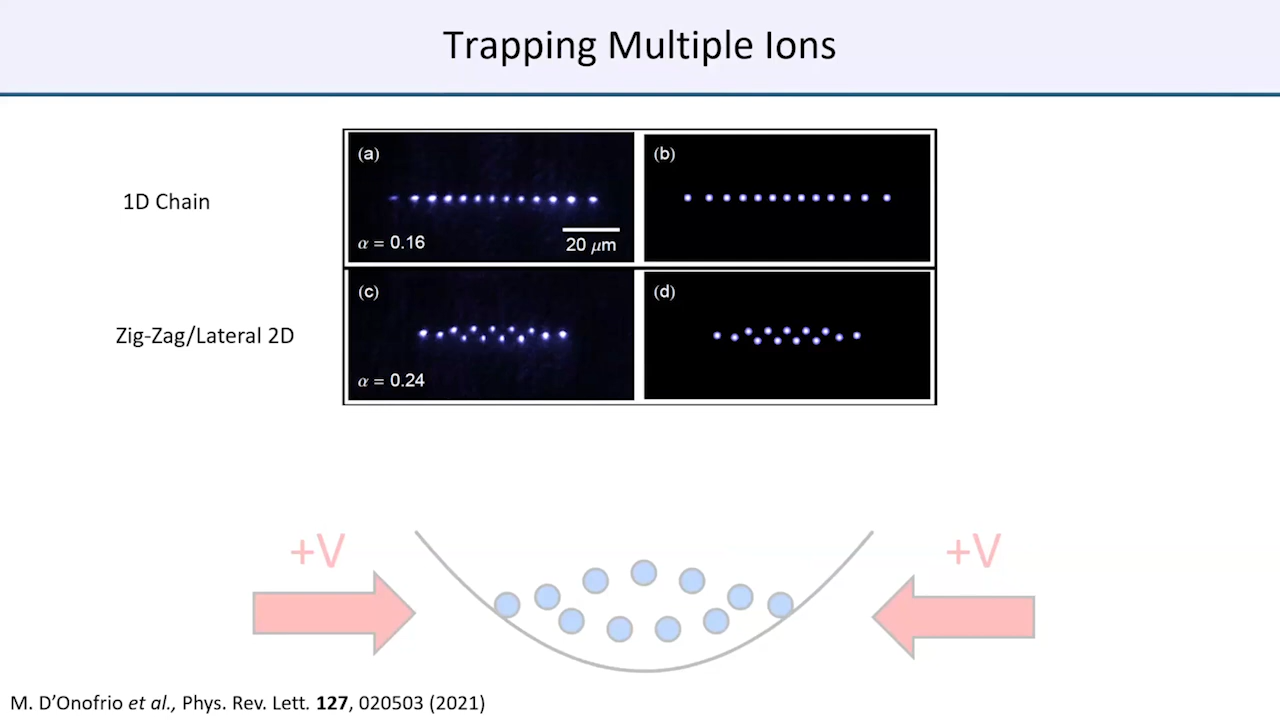 Trapping Multiple Ions
1D Chain
(a)
α = 0.16
20 μm
(b)
Zig-Zag/Lateral 2D
(c)
α = 0.24
(d)
+V
+V
M. D’Onofrio et al., Phys. Rev. Lett. 127, 020503 (2021)